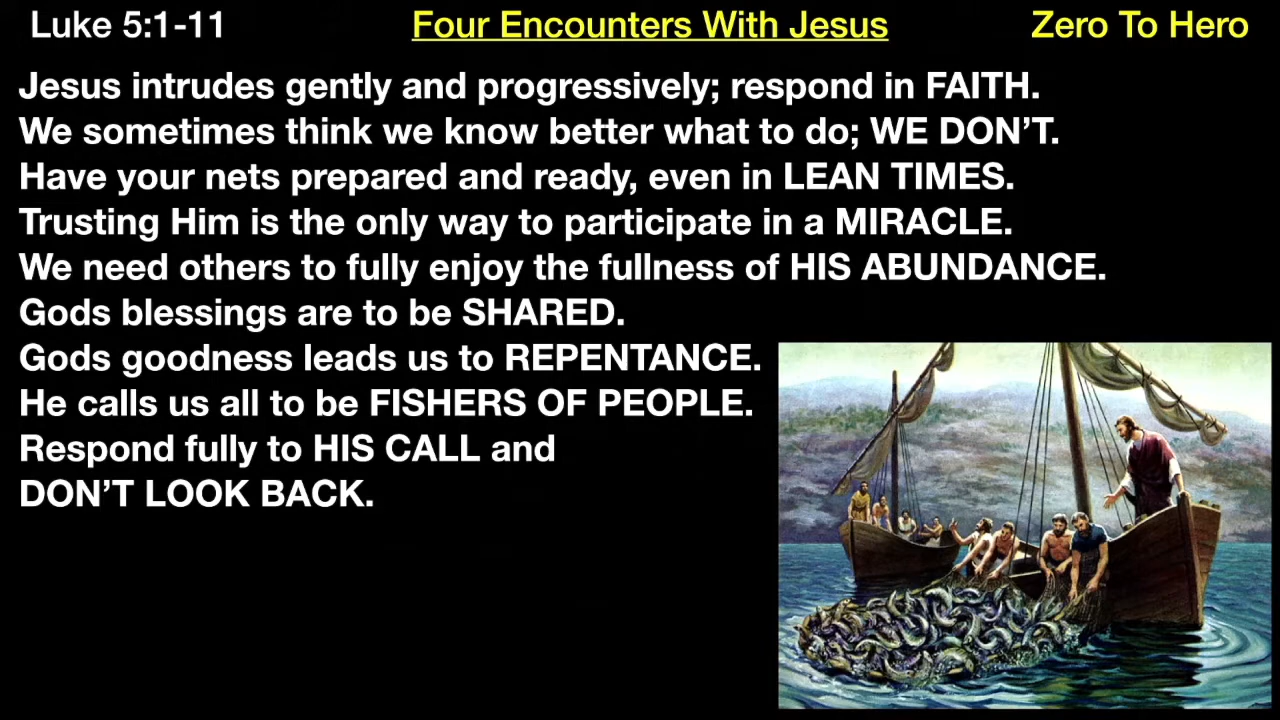 Luke 5:1-11 Four Encounters With Jesus Zero To Hero
Jesus intrudes gently and progressively; respond in FAITH.
We sometimes think we know better what to do; WE DON’T.
Have your nets prepared and ready, even in LEAN TIMES.
Trusting Him is the only way to participate in a MIRACLE.
We need others to fully enjoy the fullness of HIS ABUNDANCE.
Gods blessings are to be SHARED.
Gods goodness leads us to REPENTANCE.
He calls us all to be FISHERS OF PEOPLE.
Respond fully to HIS CALL and
DON’T LOOK BACK.